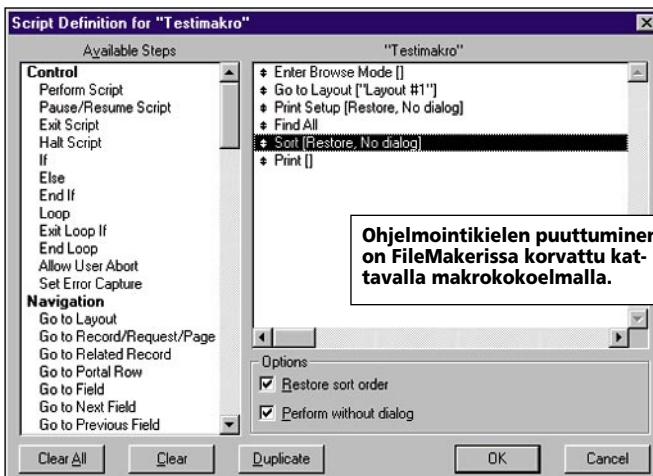 Script Definition for "Testimakro"
Available Steps
Control
Perform Script
Pause/Resume Script
Exit Script
Halt Script
If
Else
End If
Loop
Exit Loop If
End Loop
Allow User Abort
Set Error Capture
Navigation
Go to Layout
Go to Record/Request/Page
Go to Related Record
Go to Portal Row
Go to Field
Go to Next Field
Go to Previous Field
"Testimakro"
Enter Browse Mode []
Go to Layout ["Layout #1"]
Print Setup [Restore, No dialog]
Find All
Sort [Restore, No dialog]
Print []
Ohjelmointikielen puuttuminen
on FileMakerissa korvattu kat-
tavalla makrokokoelmalla.
Options
Restore sort order
Perform without dialog
Clear All
Clear
Duplicate
OK
Cancel